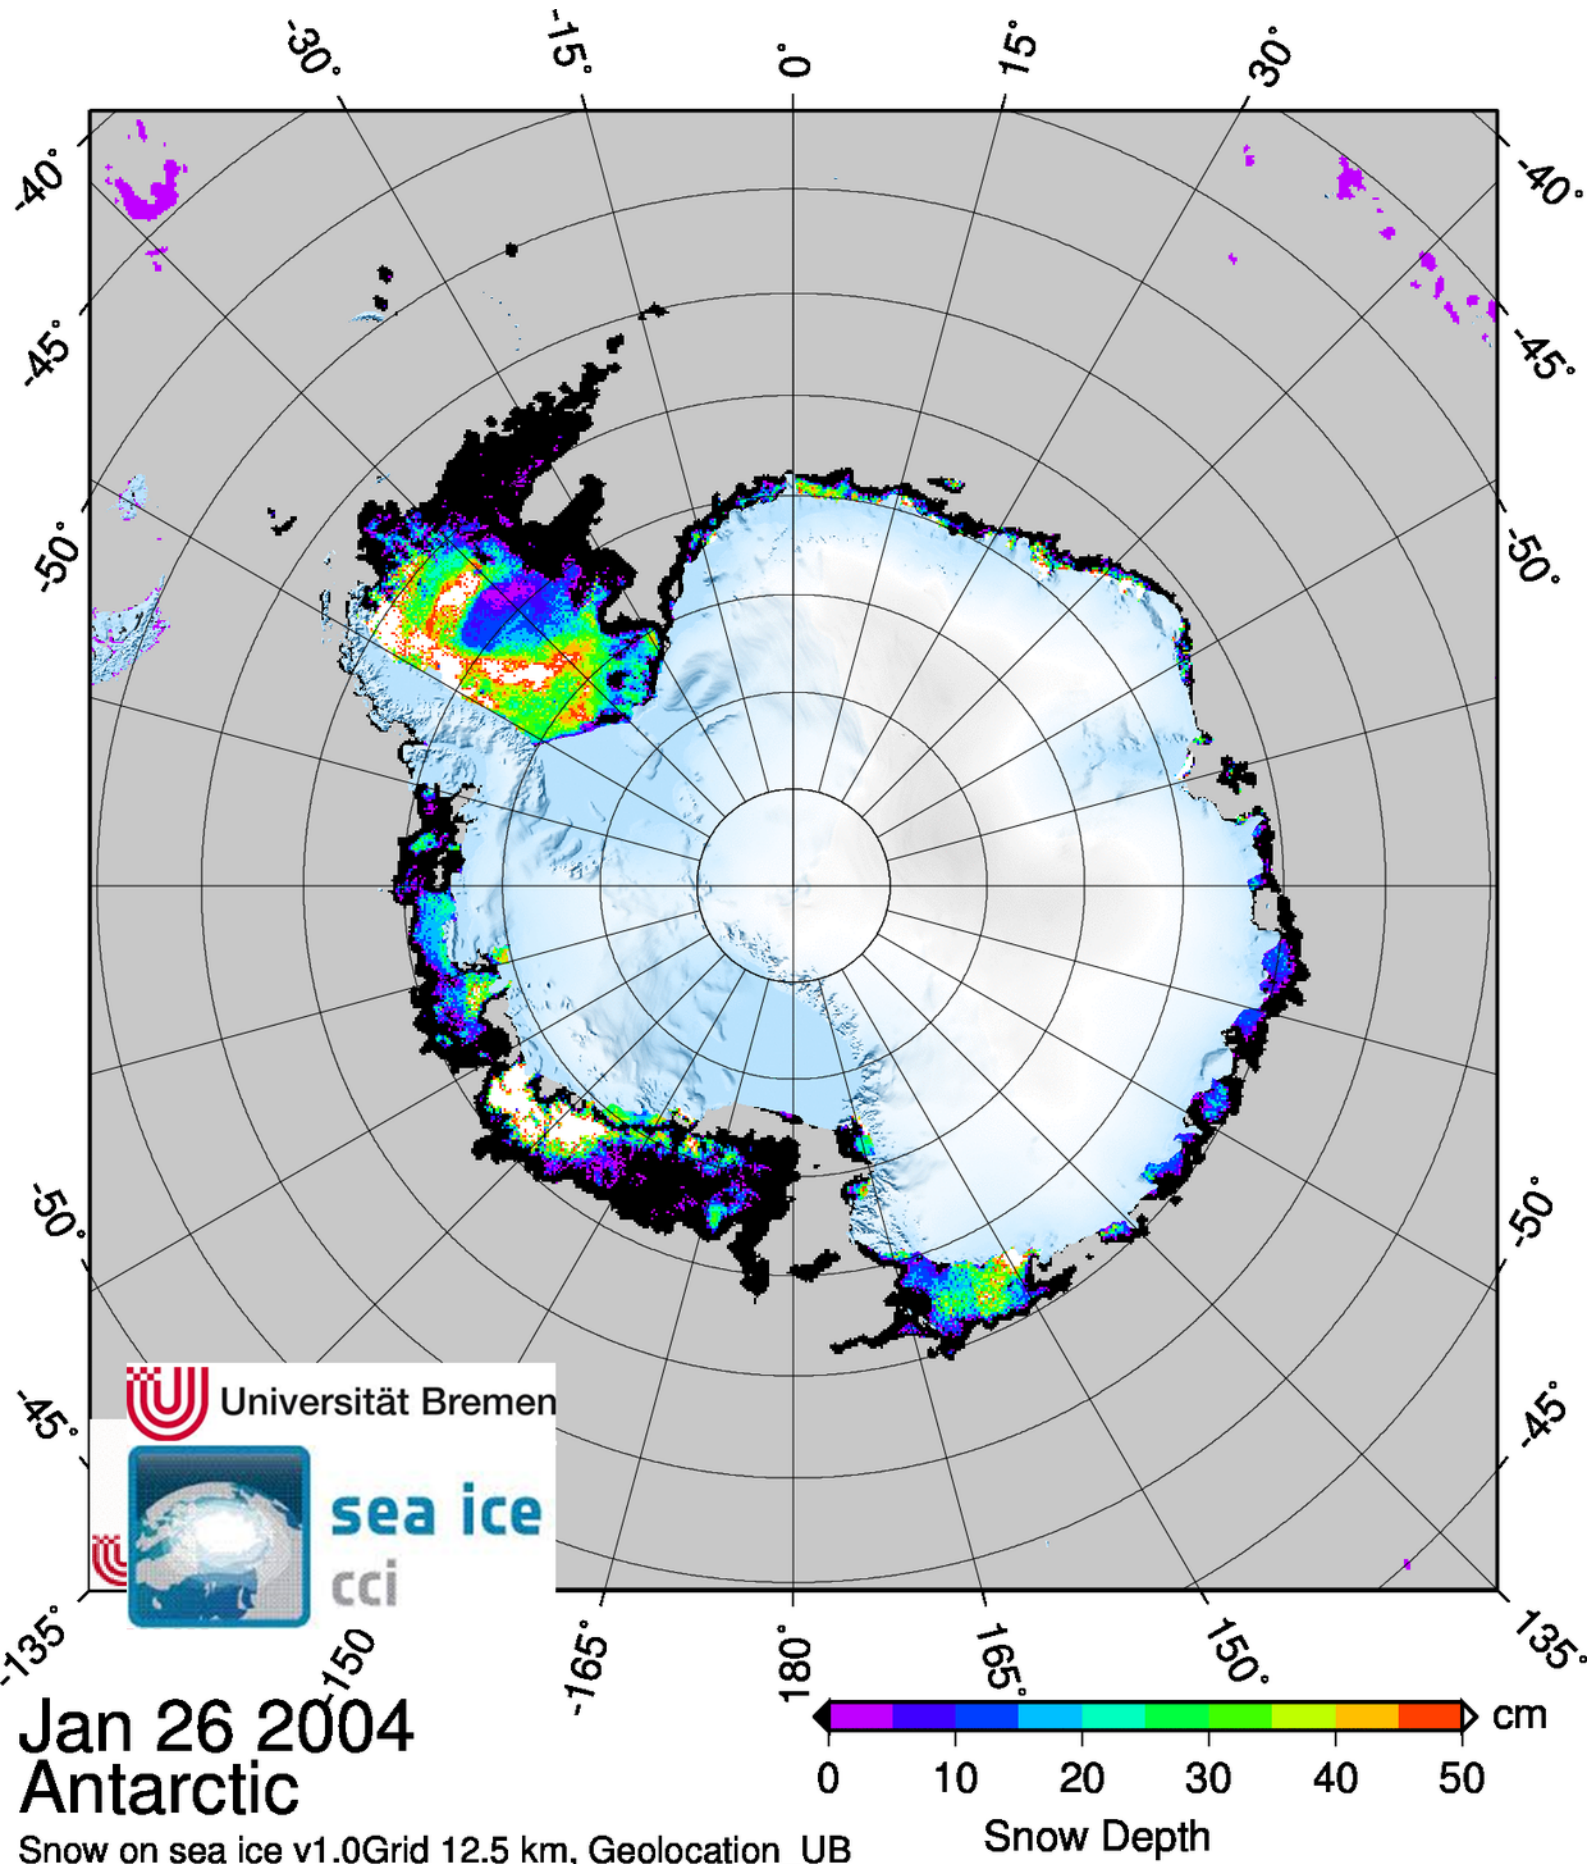 -30°
-15°
0°
15°
30°
-40°
-40°
-45°
-45°
-50°
-50°
-50°
-50°
-45°
-45°
Universität Bremen
sea ice
cci
-135°
-150
-165°
180°
165°
150°
135°
Jan 26 2004
Antarctic
Snow on sea ice v1.0Grid 12.5 km, Geolocation UB
cm
0 10 20 30 40 50
Snow Depth